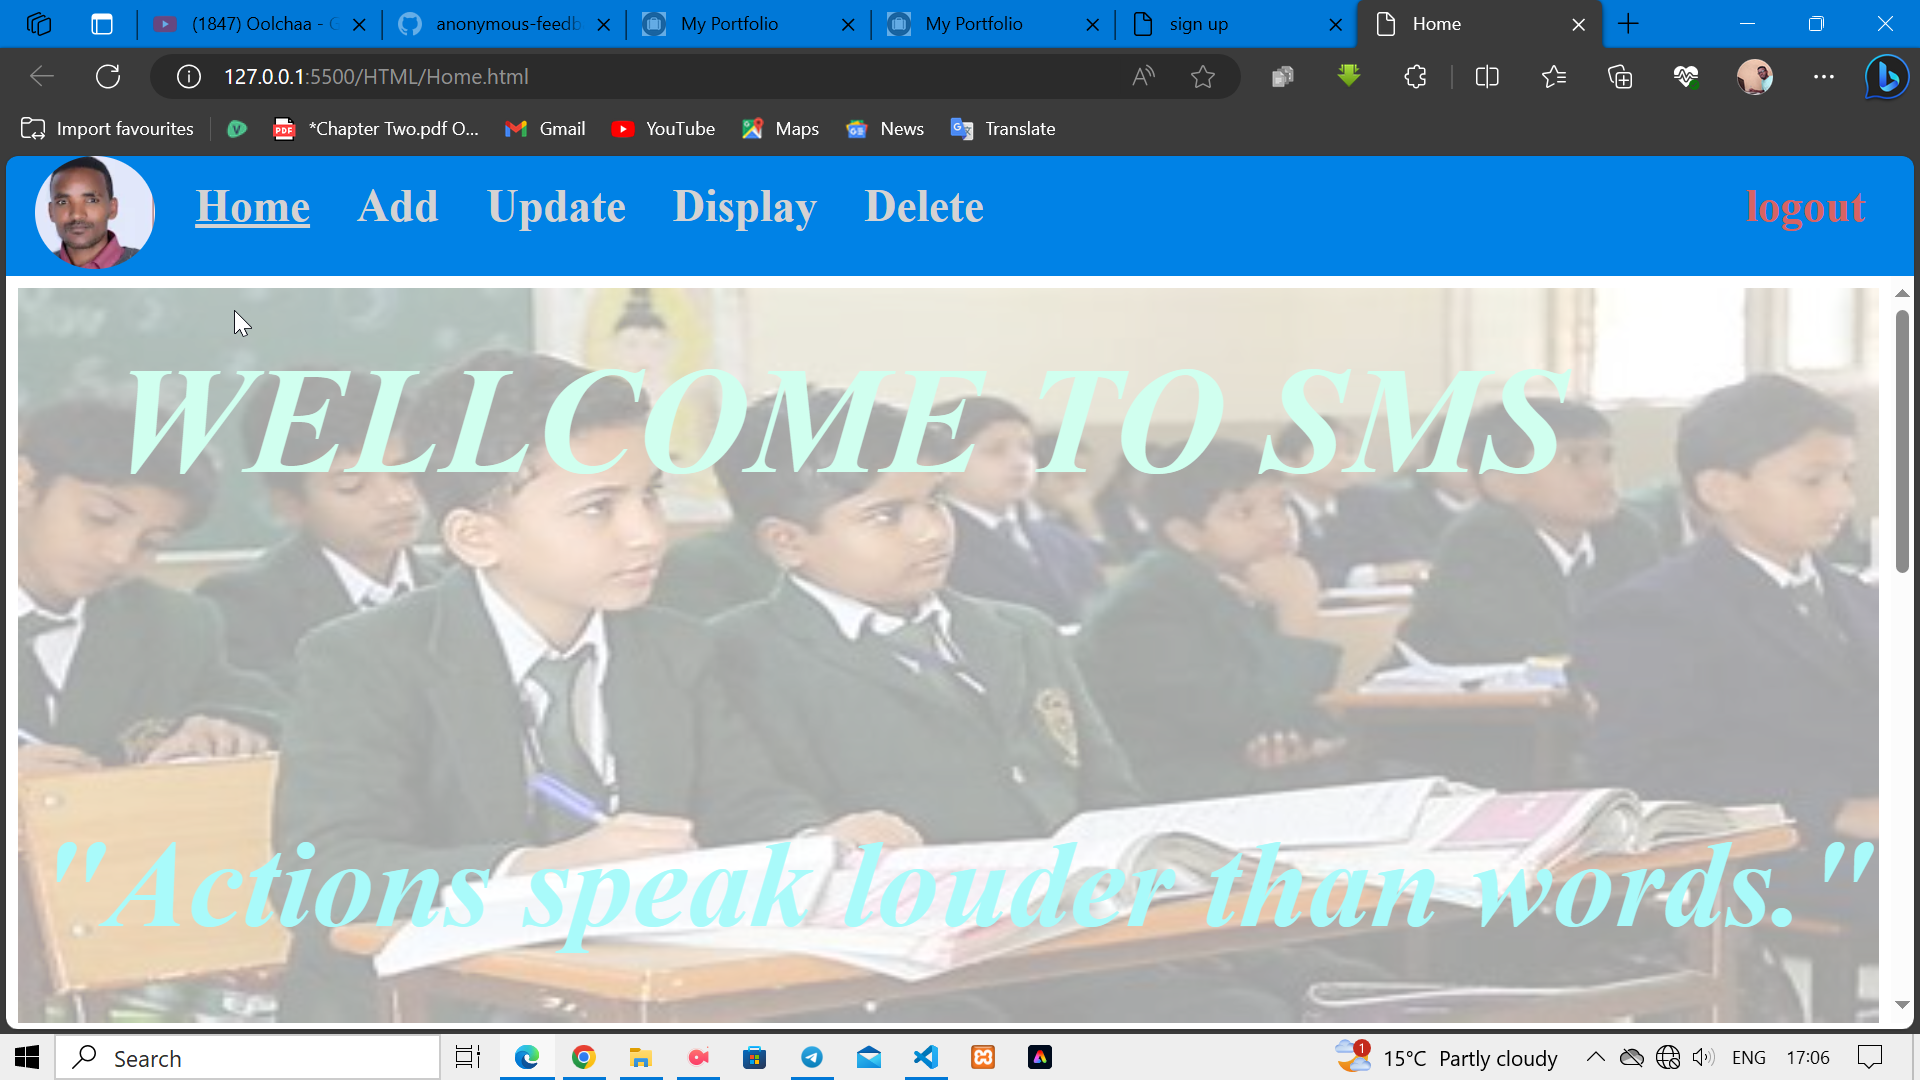 (1847) Oolchaa - G
anonymous-feedb
My Portfolio
My Portfolio
sign up
Home
127.0.0.1:5500/HTML/Home.html
Import favourites
*Chapter Two.pdf O...
Gmail
YouTube
Maps
News
Translate
Home Add Update Display Delete logout
WELLCOME TO SMS
"Actions speak louder than words."
Search
1
15°C Partly cloudy
ENG
17:06